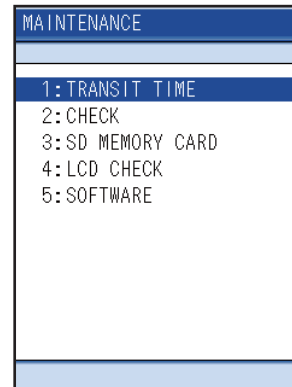 MAINTENANCE
1:TRANSIT TIME
2:CHECK
3:SD MEMORY CARD
4:LCD CHECK
5:SOFTWARE